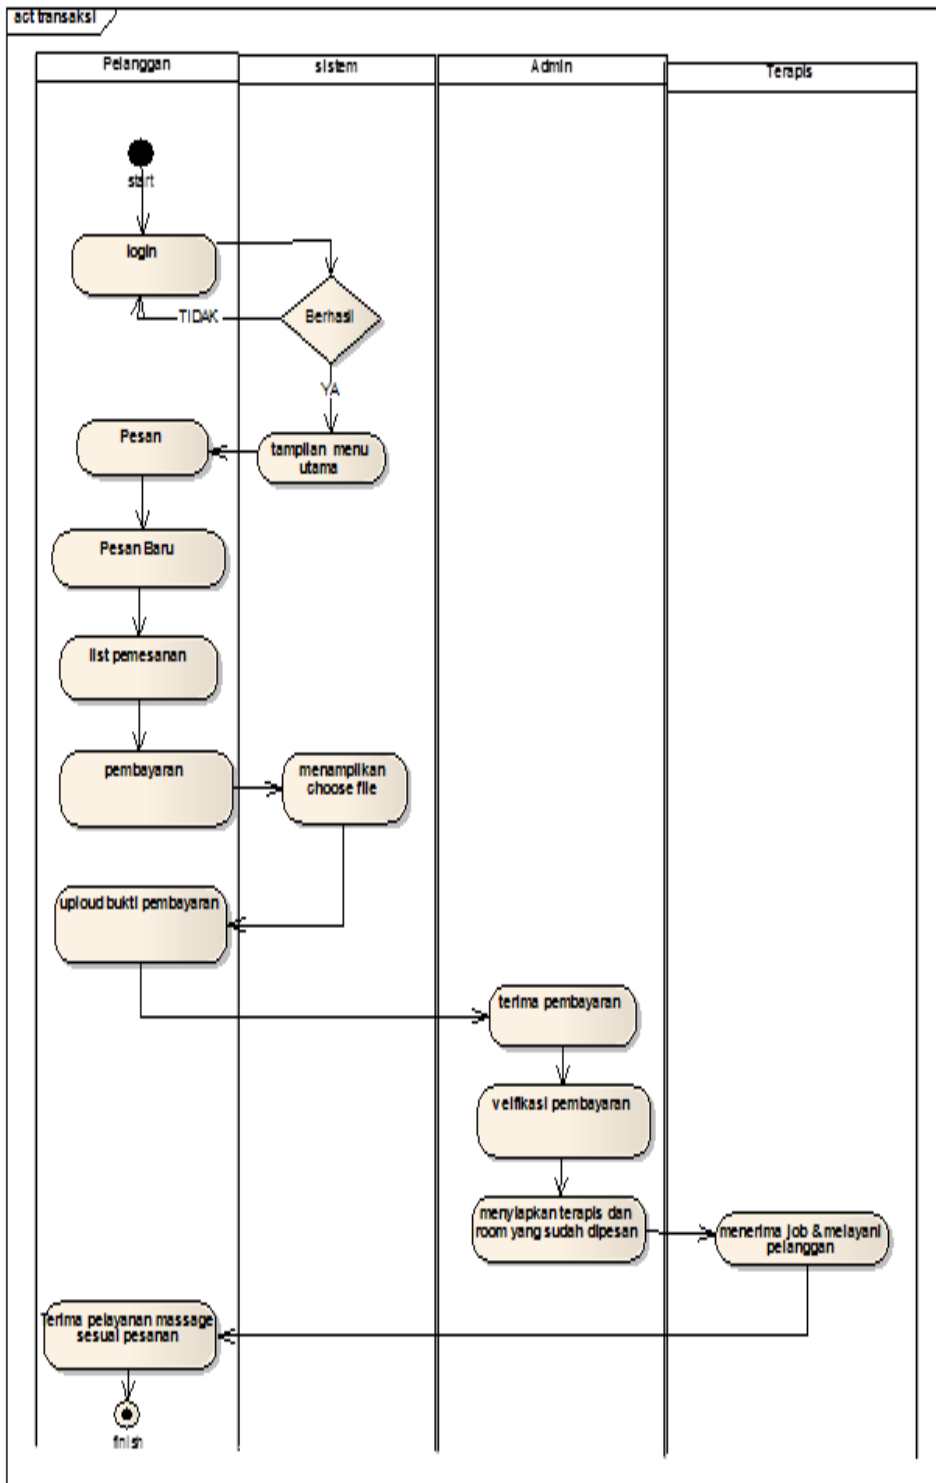 act transaksi
Pelanggan
sistem
Admin
Terapis
start
login
Berhasil
TIDAK
YA
Pesan
tampilan menu
utama
Pesan Baru
list pemesanan
pembayaran
menampilkan
choose file
uploud bukti pembayaran
terima pembayaran
veifikasi pembayaran
menyiapkan terapis dan
room yang sudah dipesan
menerima job & melayani
pelanggan
Terima pelayanan massage
sesuai pesanan
finish